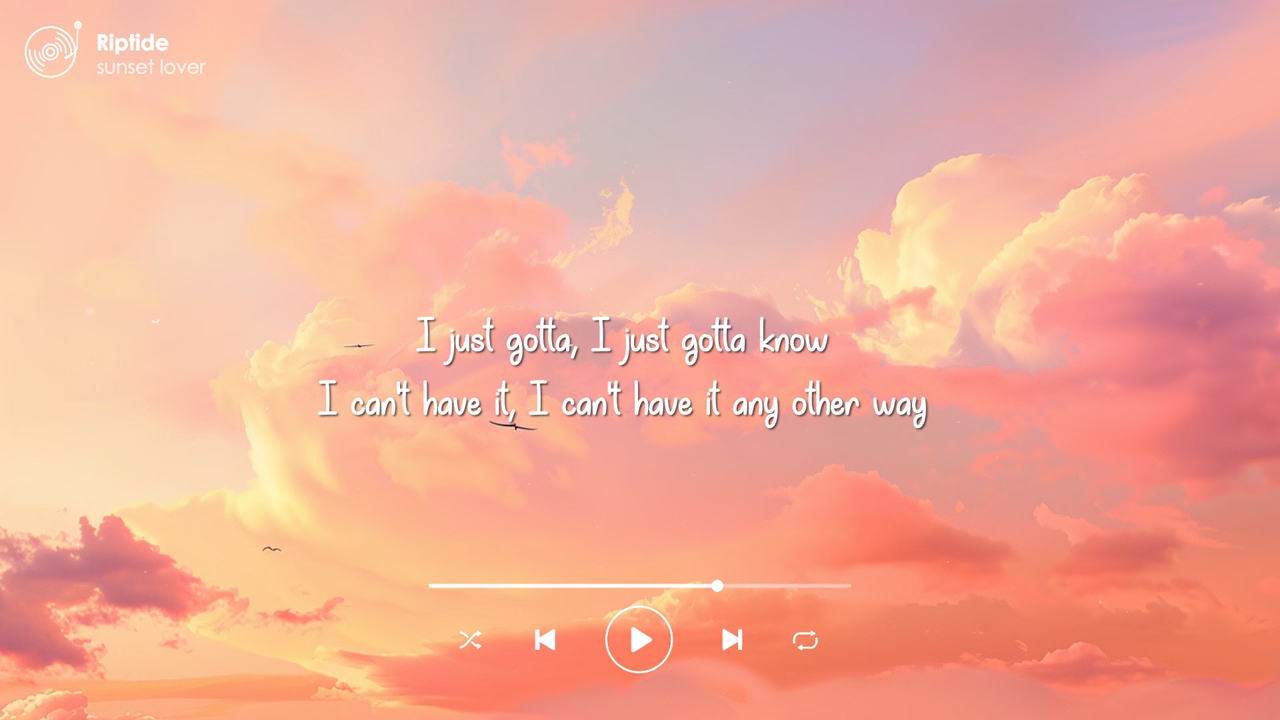 Riptide
sunset lover
I just gotta, I just gotta know
I can't have it, I can't have it any other way